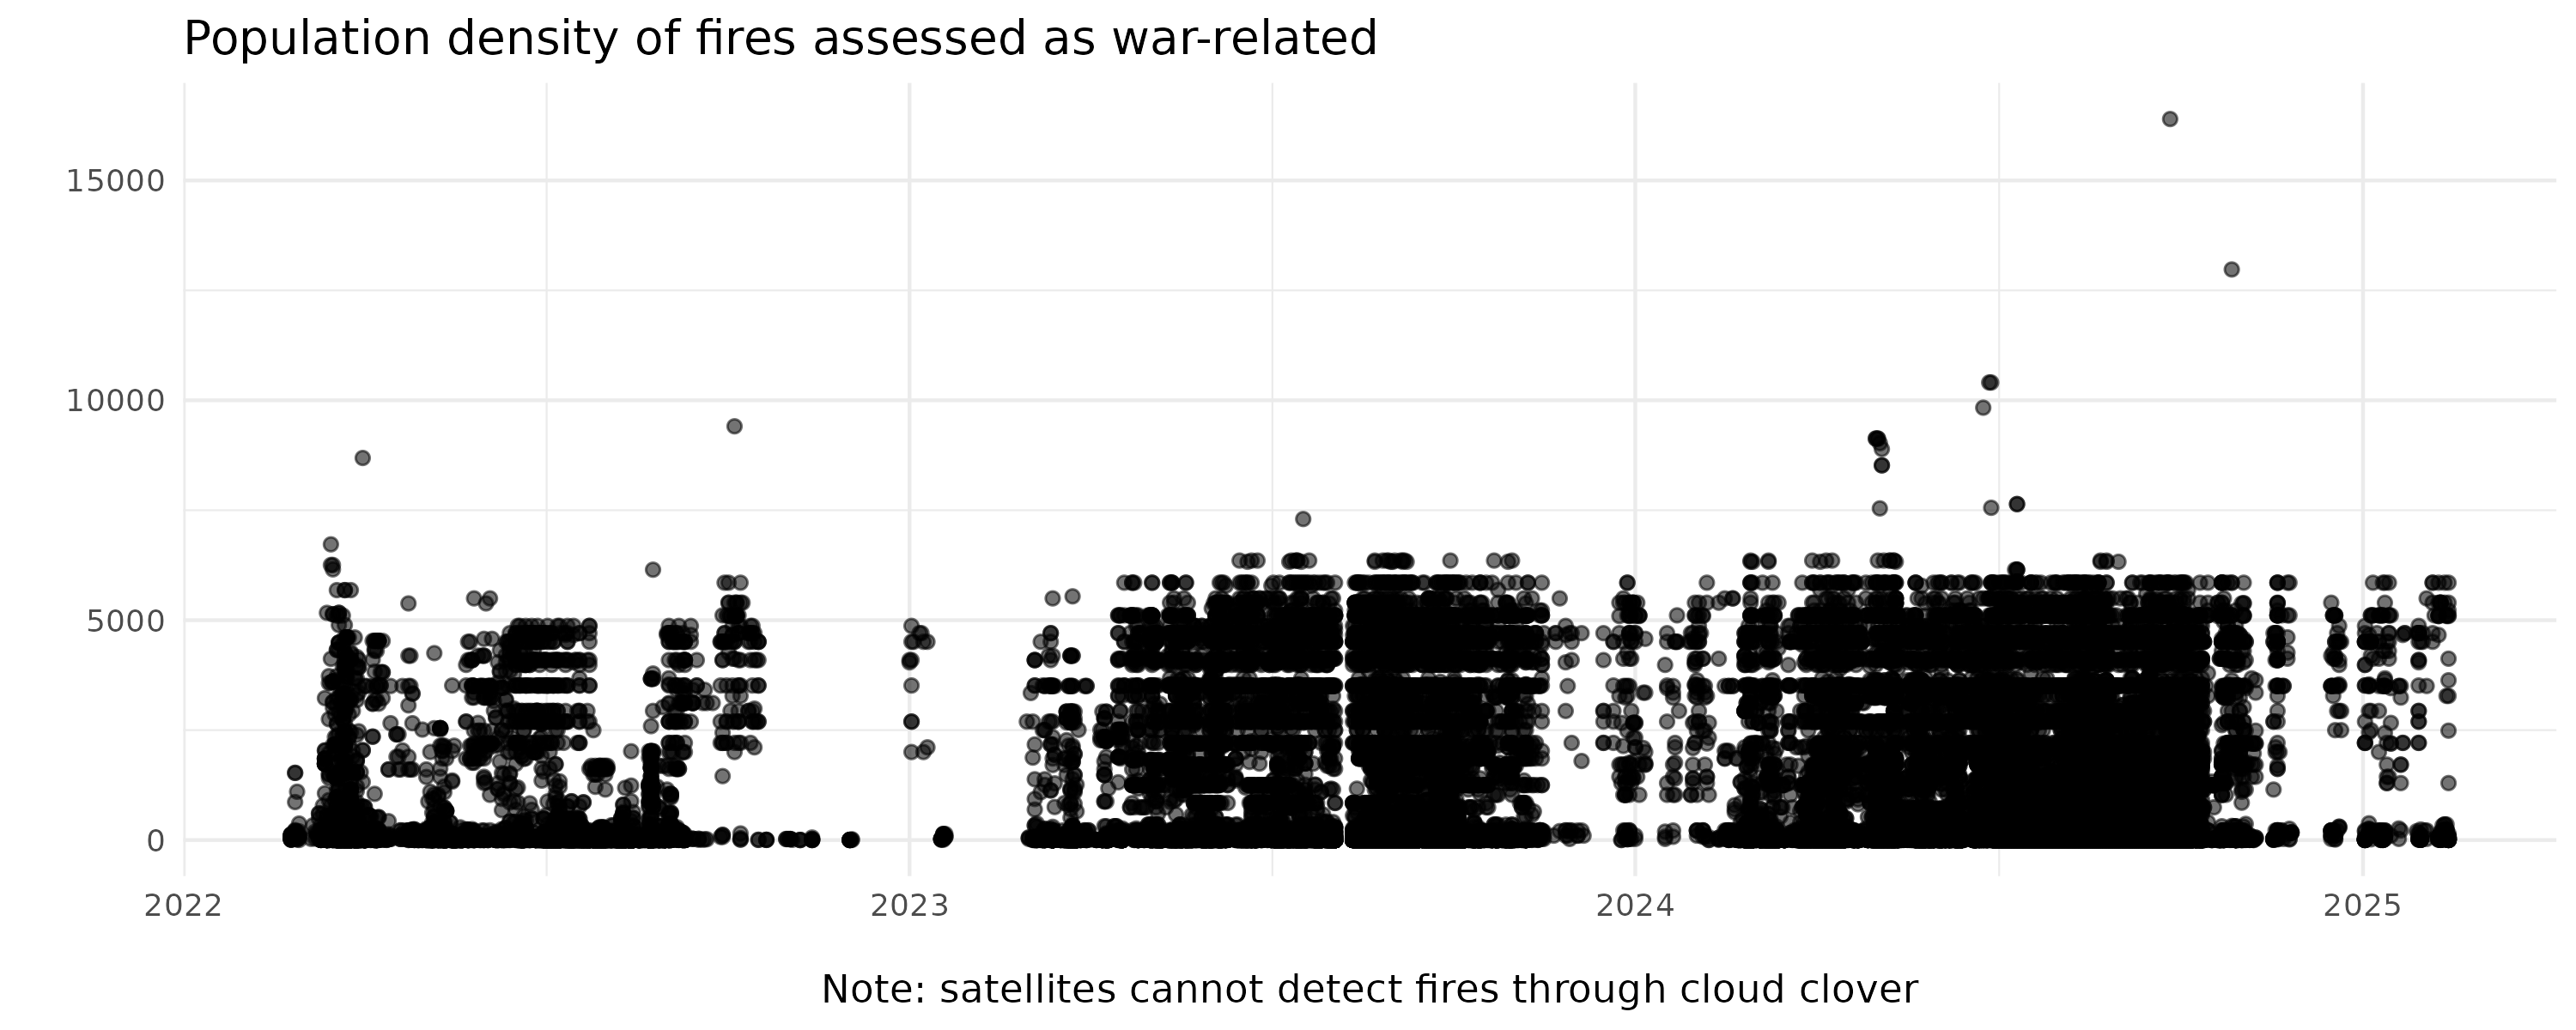 Population density of fires assessed as war-related
15000
10000
5000
0
2022 2023 2024 2025
Note: satellites cannot detect fires through cloud clover